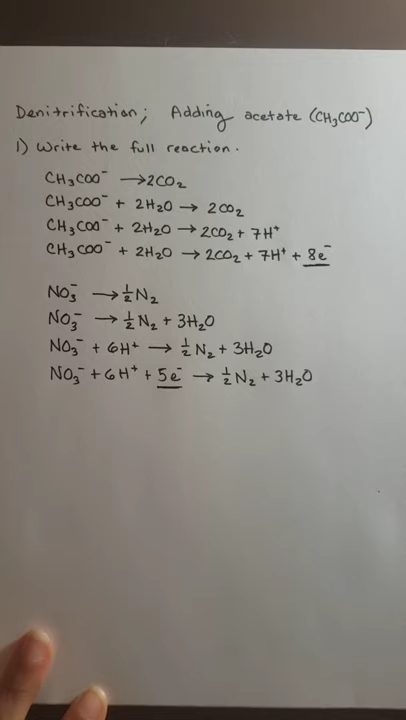 Denitrification; Adding acetate (CH₃COO⁻)
1) Write the full reaction.
CH₃COO⁻ → 2CO₂
CH₃COO⁻ + 2H₂O → 2CO₂
CH₃COO⁻ + 2H₂O → 2CO₂ + 7H⁺
CH₃COO⁻ + 2H₂O → 2CO₂ + 7H⁺ + 8e⁻
NO₃⁻ → ½N₂
NO₃⁻ → ½N₂ + 3H₂O
NO₃⁻ + 6H⁺ → ½N₂ + 3H₂O
NO₃⁻ + 6H⁺ + 5e⁻ → ½N₂ + 3H₂O